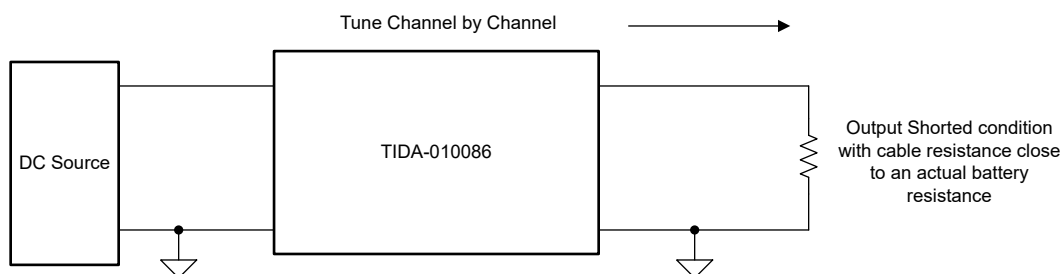 Tune Channel by Channel
DC Source
TIDA-010086
Output Shorted condition
with cable resistance close
to an actual battery
resistance